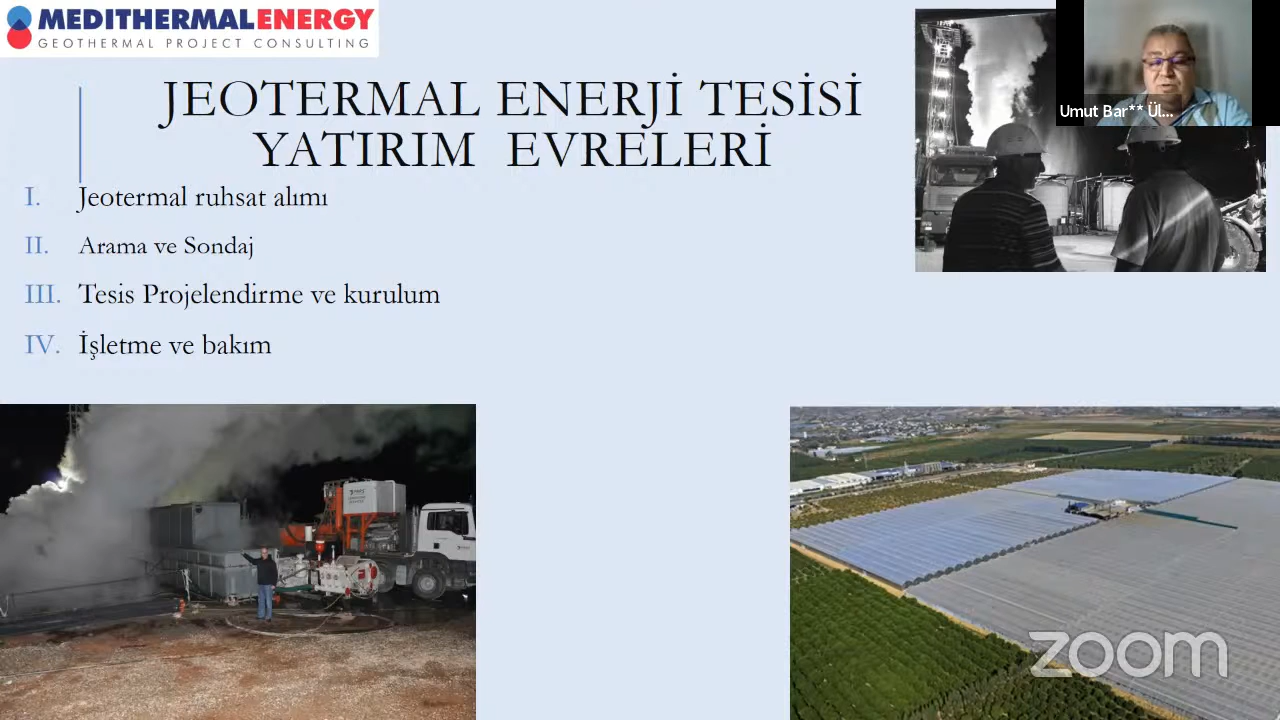 MEDITHERMALENERGY
GEOTHERMAL PROJECT CONSULTING
Umut Bar** Ül...
JEOTERMAL ENERJİ TESİSİ
YATIRIM EVRELERİ
I. Jeotermal ruhsat alımı
II. Arama ve Sondaj
III. Tesis Projelendirme ve kurulum
IV. İşletme ve bakım
zoom